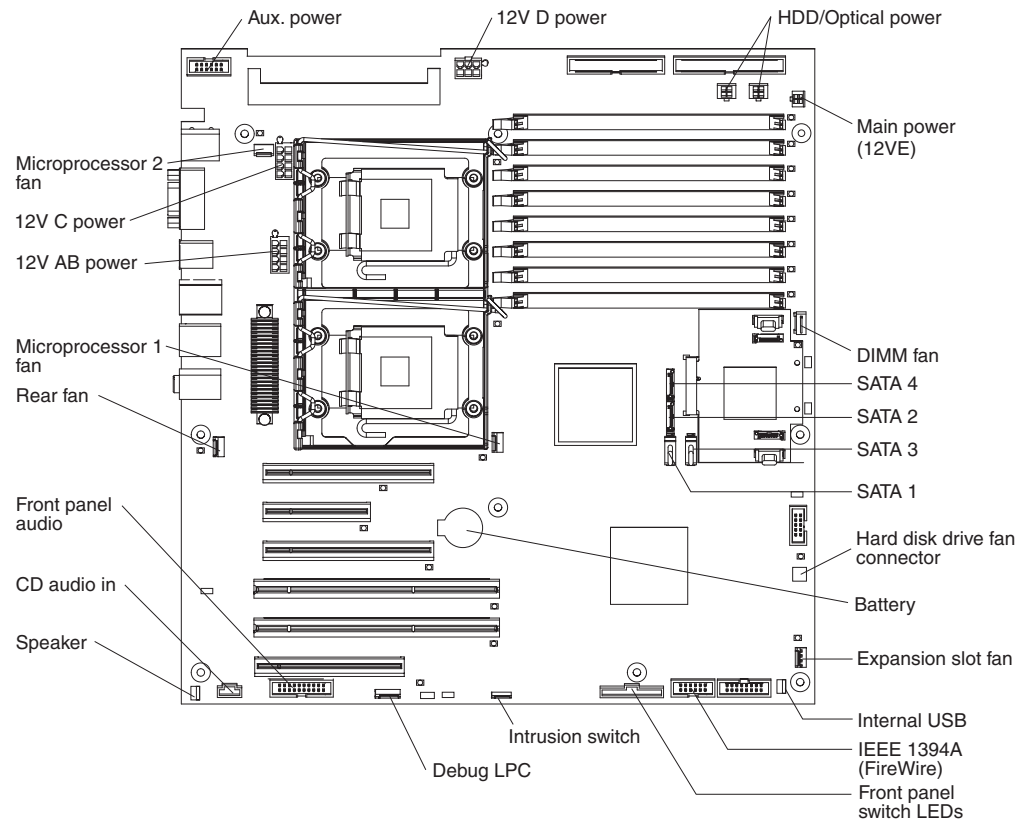 Aux. power
12V D power
HDD/Optical power
Main power
(12VE)
Microprocessor 2
fan
12V C power
12V AB power
Microprocessor 1
fan
Rear fan
DIMM fan
SATA 4
SATA 2
SATA 3
SATA 1
Front panel
audio
Hard disk drive fan
connector
CD audio in
Battery
Speaker
Expansion slot fan
Internal USB
Intrusion switch
IEEE 1394A
(FireWire)
Debug LPC
Front panel
switch LEDs